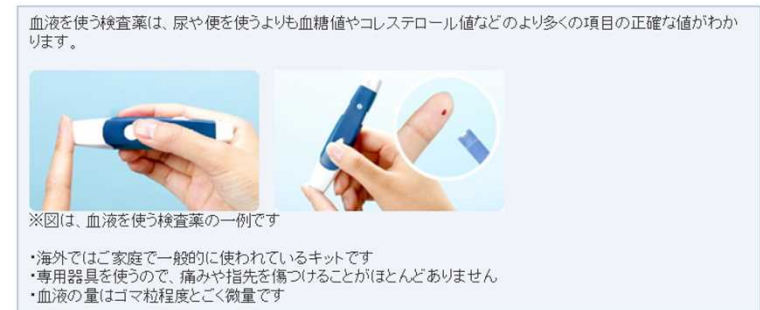 血液を使う検査薬は、尿や便を使うよりも血糖値やコレステロール値などのより多くの項目の正確な値がわか
ります。
※図は、血液を使う検査薬の一例です
・海外ではご家庭で一般的に使われているキットです
・専用器具を使うので、痛みや指先を傷つけることがほとんどありません
・血液の量はゴマ粒程度とごく微量です